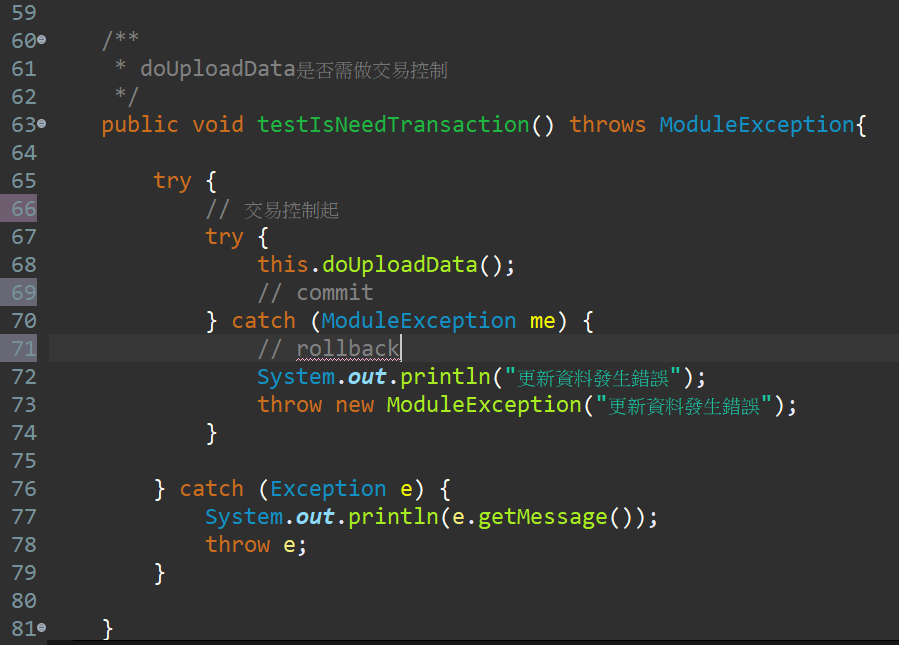 59
60 /**
61 * doUploadData是否需做交易控制
62 */
63 public void testIsNeedTransaction() throws ModuleException{
64
65 try {
66 // 交易控制起
67 try {
68 this.doUploadData();
69 // commit
70 } catch (ModuleException me) {
71 // rollback
72 System.out.println("更新資料發生錯誤");
73 throw new ModuleException("更新資料發生錯誤");
74 }
75
76 } catch (Exception e) {
77 System.out.println(e.getMessage());
78 throw e;
79 }
80
81 }